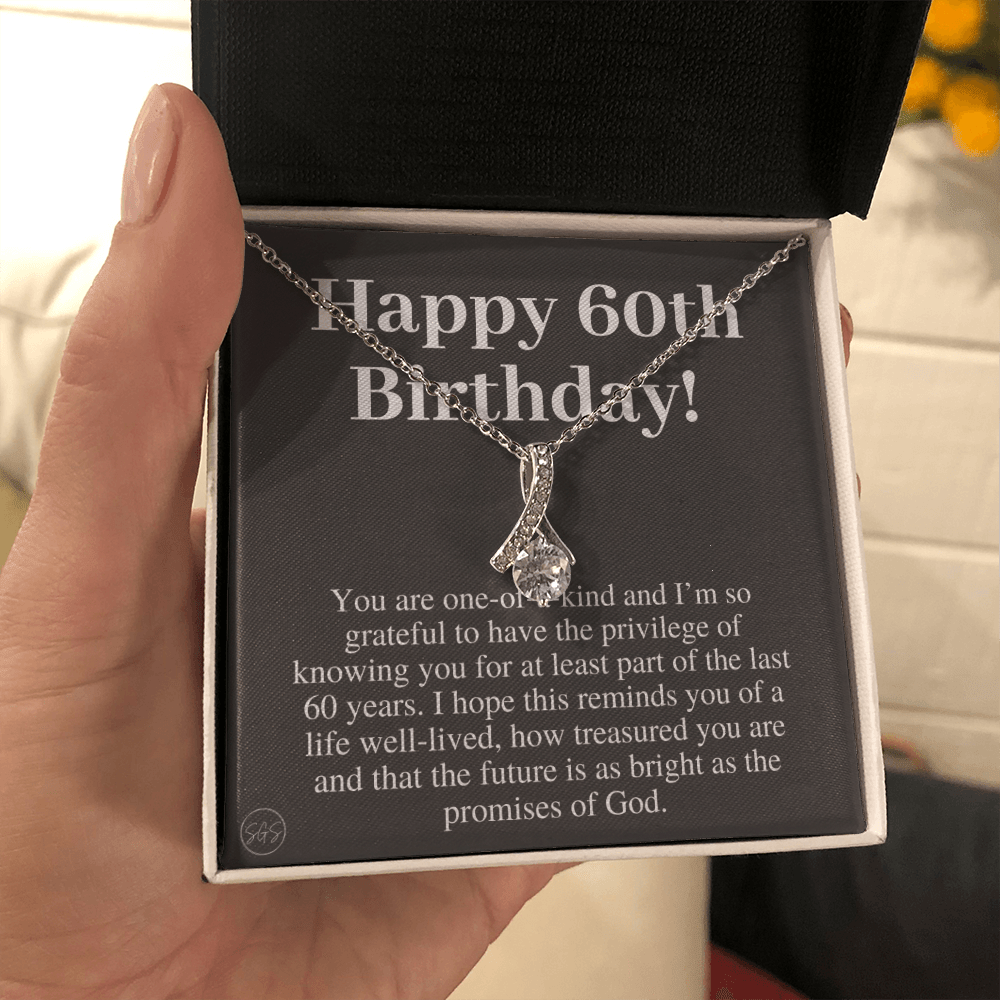 Happy 60th
Birthday!
You are one-of-a-kind and I'm so
grateful to have the privilege of
knowing you for at least part of the last
60 years. I hope this reminds you of a
life well-lived, how treasured you are
and that the future is as bright as the
promises of God.
SGS